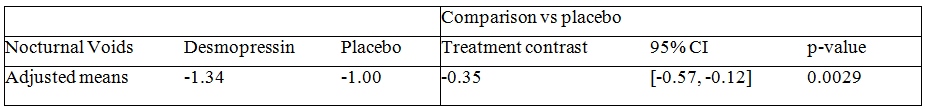 Comparison vs placebo
Nocturnal Voids Desmopressin Placebo Treatment contrast 95% CI p-value
Adjusted means -1.34 -1.00 -0.35 [-0.57, -0.12] 0.0029